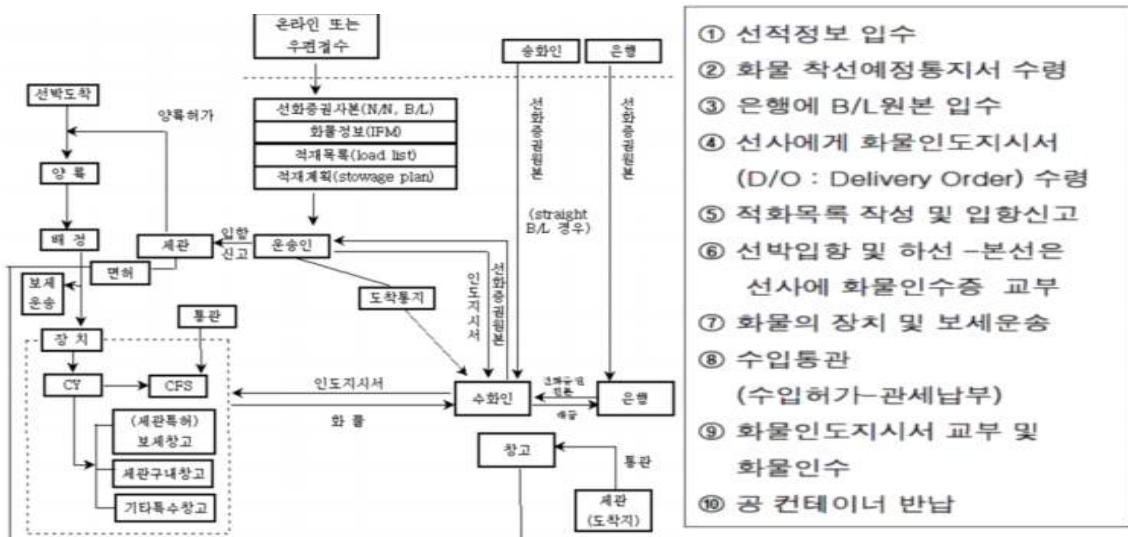 온라인 또는
우편접수
송화인
은행
선박도착
양륙허가
선화증권사본(N/N, B/L)
화물정보(IFM)
적재목록(load list)
적재계획(stowage plan)
선화증권원본
선화증권원본
(straight
B/L 경우)
양륙
배정
세관
입항
신고
운송인
면허
보세
운송
도착통지
인도지시서
선화증권원본
통관
장치
CY
CFS
인도지시서
화물
수화인
은행
(세관특허)
보세창고
세관구내창고
기타특수창고
창고
통관
세관
(도착지)
① 선적정보 입수
② 화물 착선예정통지서 수령
③ 은행에 B/L원본 입수
④ 선사에게 화물인도지시서
(D/O : Delivery Order) 수령
⑤ 적화목록 작성 및 입항신고
⑥ 선박입항 및 하선 –본선은
선사에 화물인수증 교부
⑦ 화물의 장치 및 보세운송
⑧ 수입통관
(수입허가–관세납부)
⑨ 화물인도지시서 교부 및
화물인수
⑩ 공 컨테이너 반납